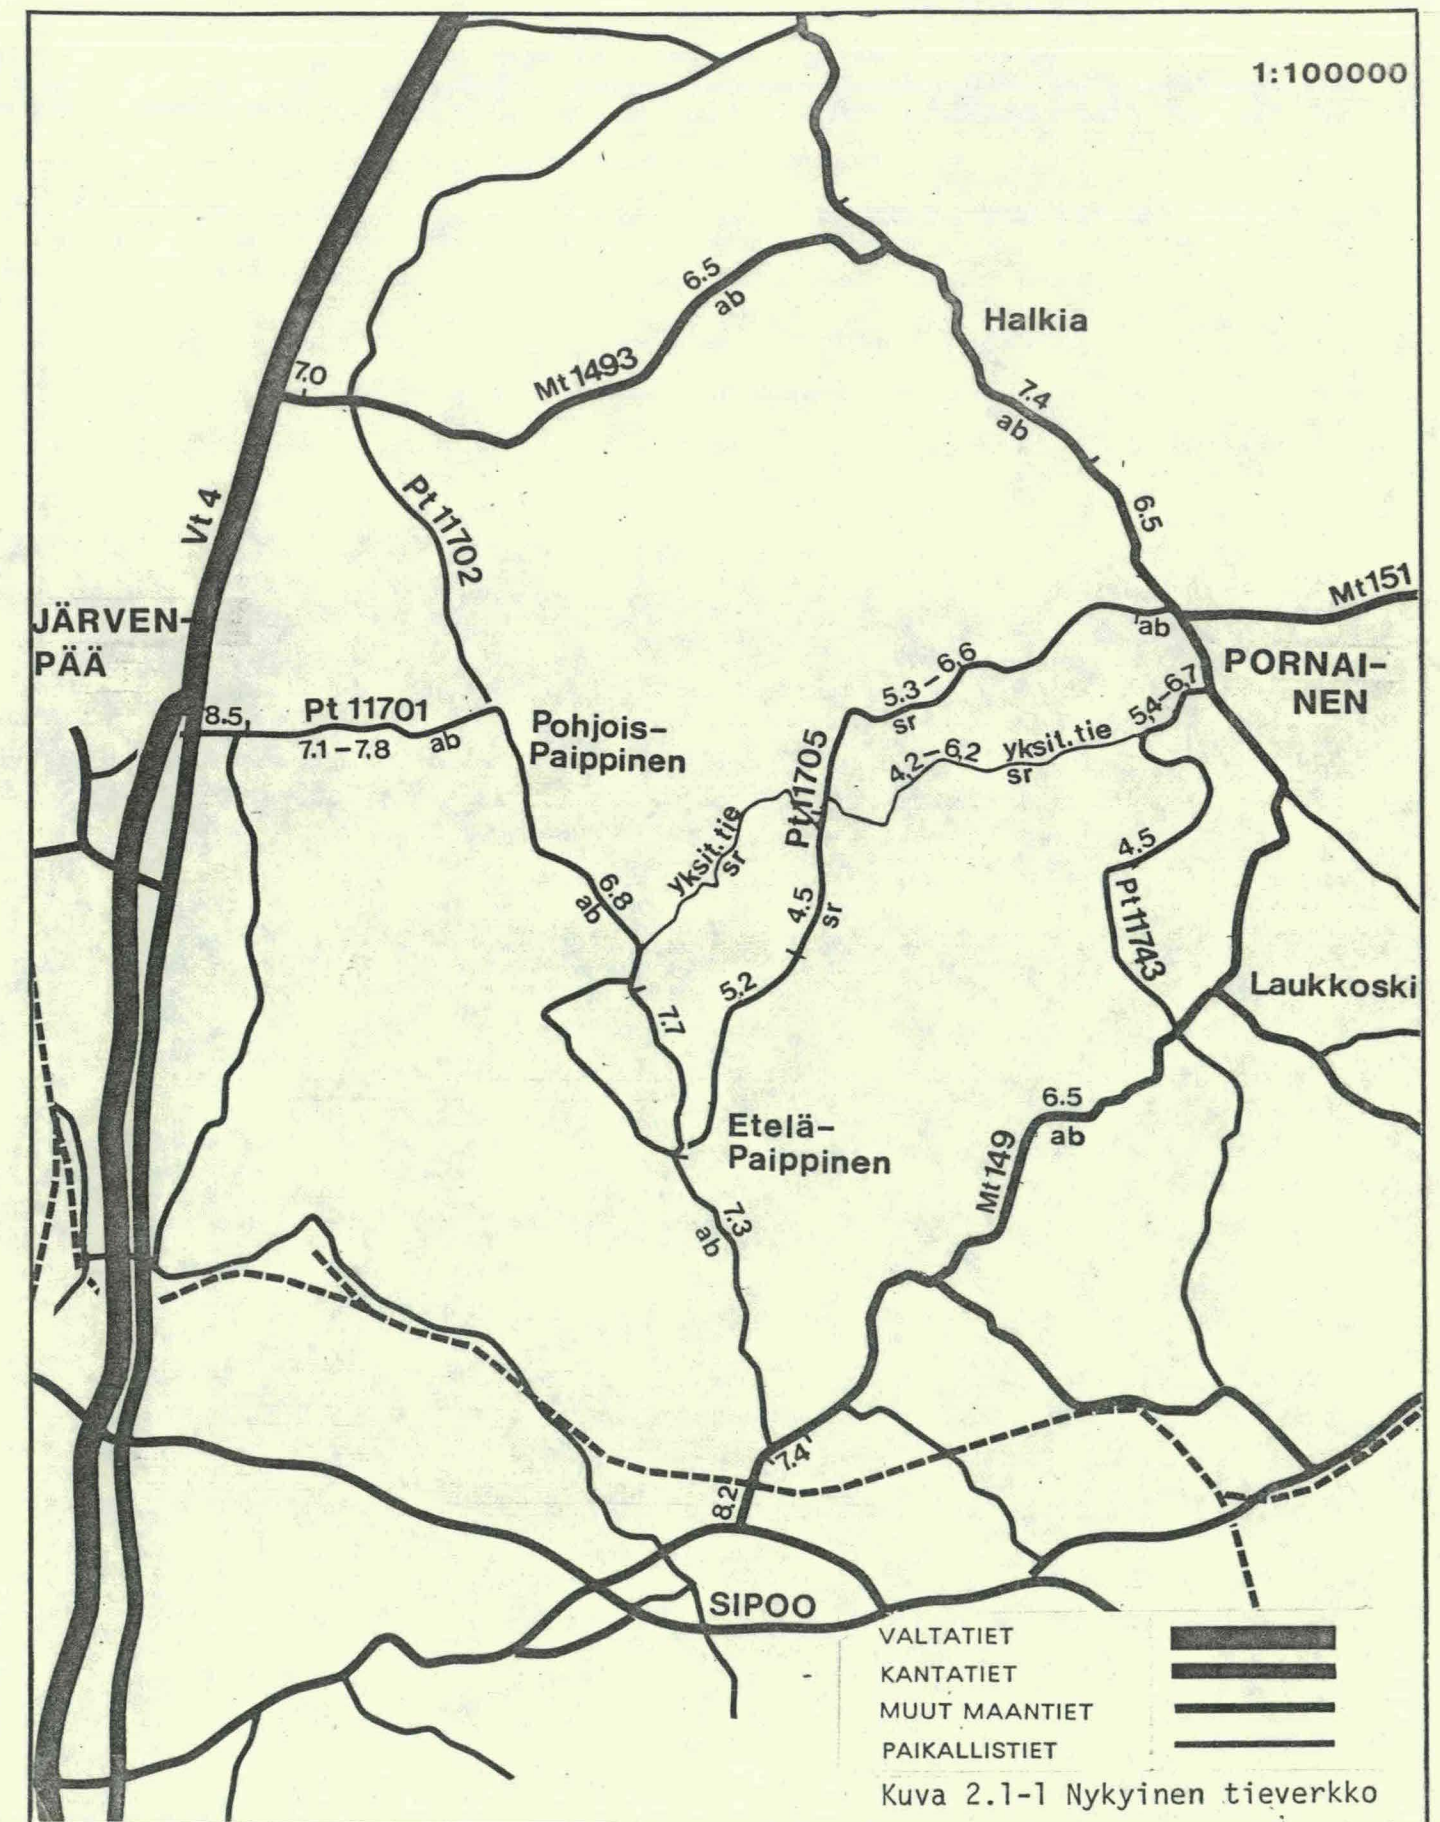 1:100000
6.5
ab
Halkia
7.0
Mt 1493
7.4
ab
Vt 4
Pt 11702
6.5
Mt 151
JÄRVEN-
PÄÄ
ab
PORNAI-
NEN
5.3-6,6
sr
5,4-6,7
8.5
Pt 11701
7.1-7.8
ab
Pohjois-
Paippinen
Pt 11705
4,2-6,2
yksit.tie
sr
yksit.tie
sr
4.5
Pt 11743
6.8
ab
4.5
sr
5.2
7.7
Laukkoski
6.5
ab
Etelä-
Paippinen
Mt 149
7.3
ab
7.4
8.2
SIPOO
VALTATIET
KANTATIET
MUUT MAANTIET
PAIKALLISTIET
Kuva 2.1-1 Nykyinen tieverkko